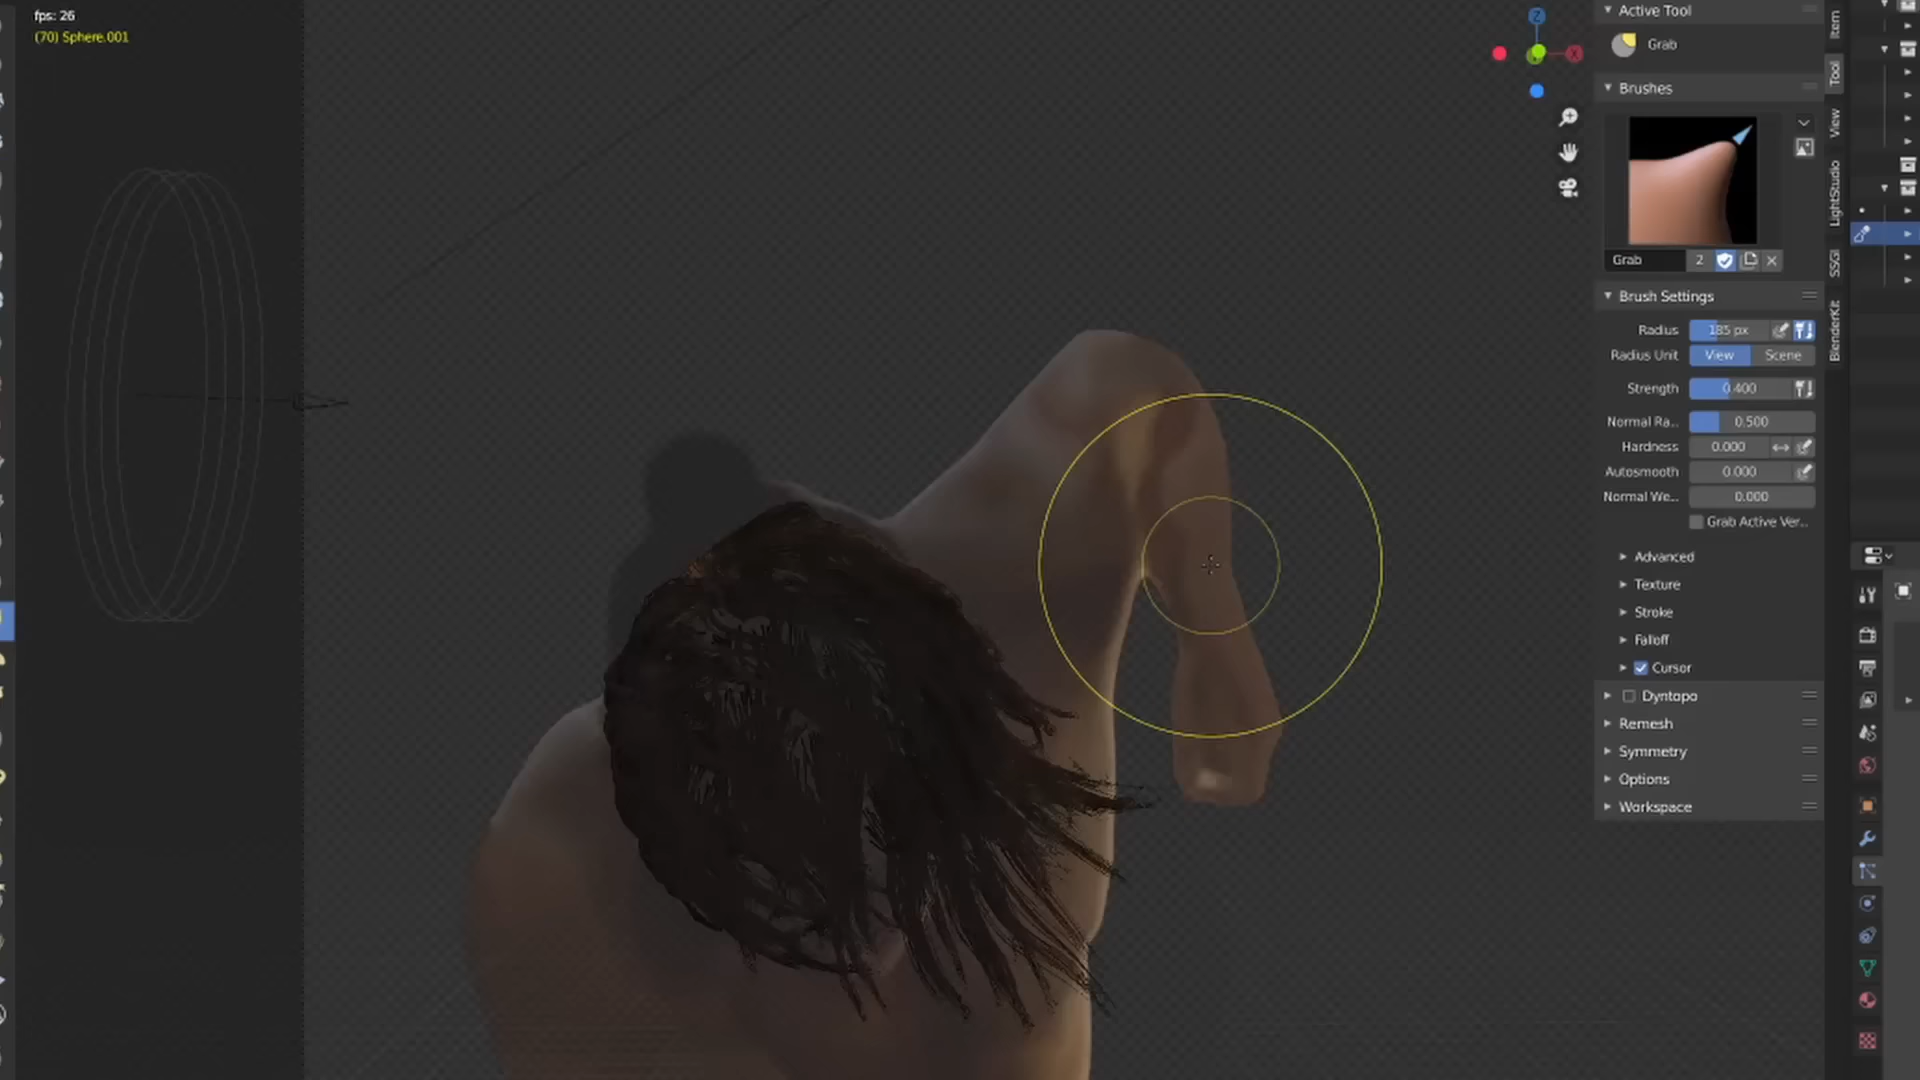 fps: 26
(70) Sphere.001
Z
X
Active Tool
Grab
Brushes
Grab
2
Brush Settings
Radius 185 px
Radius Unit View Scene
Strength 0.400
Normal Ra... 0.500
Hardness 0.000
Autosmooth 0.000
Normal We... 0.000
Grab Active Ver...
Advanced
Texture
Stroke
Falloff
Cursor
Dyntopo
Remesh
Symmetry
Options
Workspace
Item
Tool
View
LightStudio
SSGI
BlenderKit